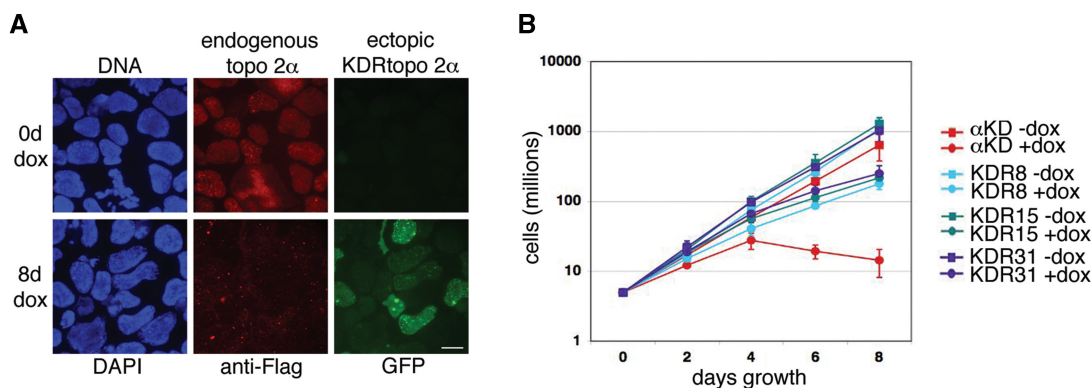 A
DNA
endogenous
topo 2α
ectopic
KDRtopo 2α
0d
dox
8d
dox
DAPI
anti-Flag
GFP
B
10000
1000
100
10
1
cells (millions)
0 2 4 6 8
days growth
αKD -dox
αKD +dox
KDR8 -dox
KDR8 +dox
KDR15 -dox
KDR15 +dox
KDR31 -dox
KDR31 +dox